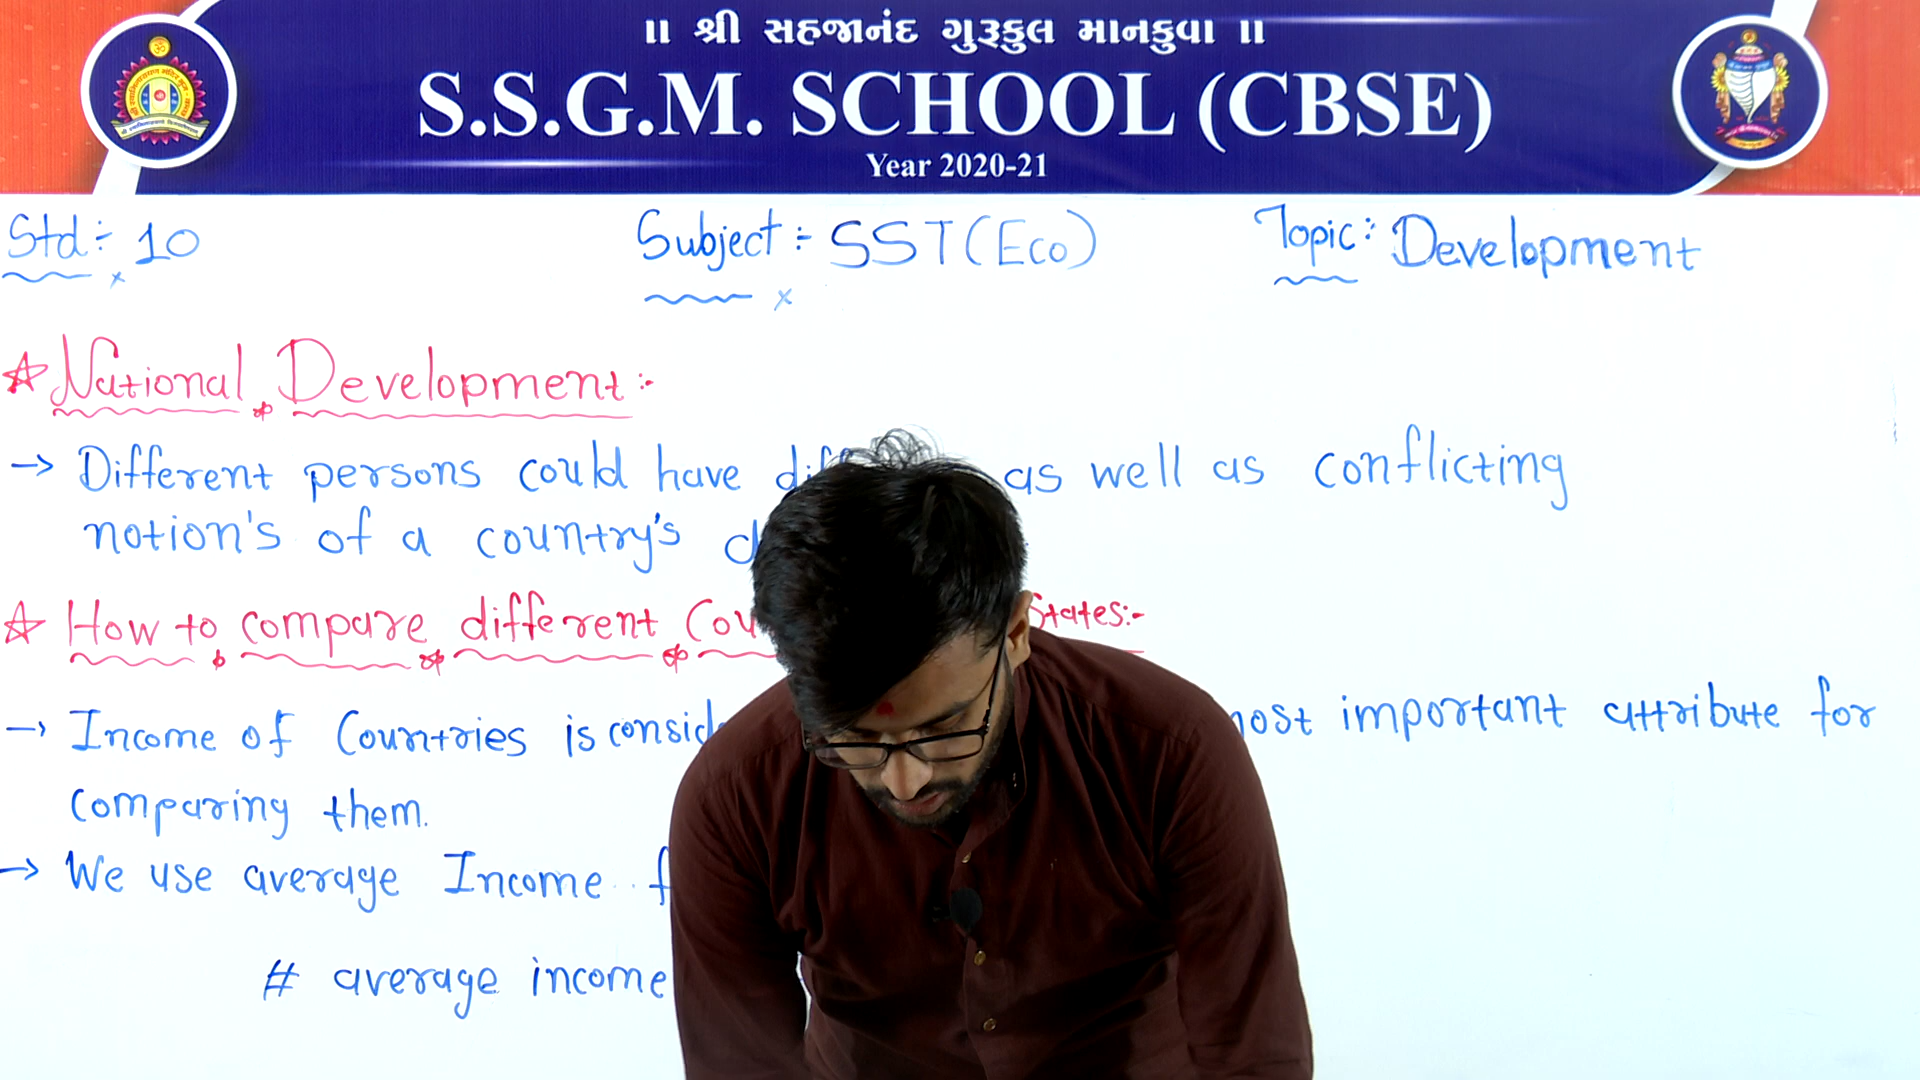 ॥ શ્રી સહજાનંદ ગુરૂકુલ માનકુવા ॥
S.S.G.M. SCHOOL (CBSE)
Year 2020-21
Std:- 10 Subject:- SST(Eco) Topic:- Development
National Development:-
→ Different persons could have as well as conflicting
notion's of a country's
How to compare different States:-
→ Income of Countries is important attribute for
comparing them.
→ We use average Income
# average income